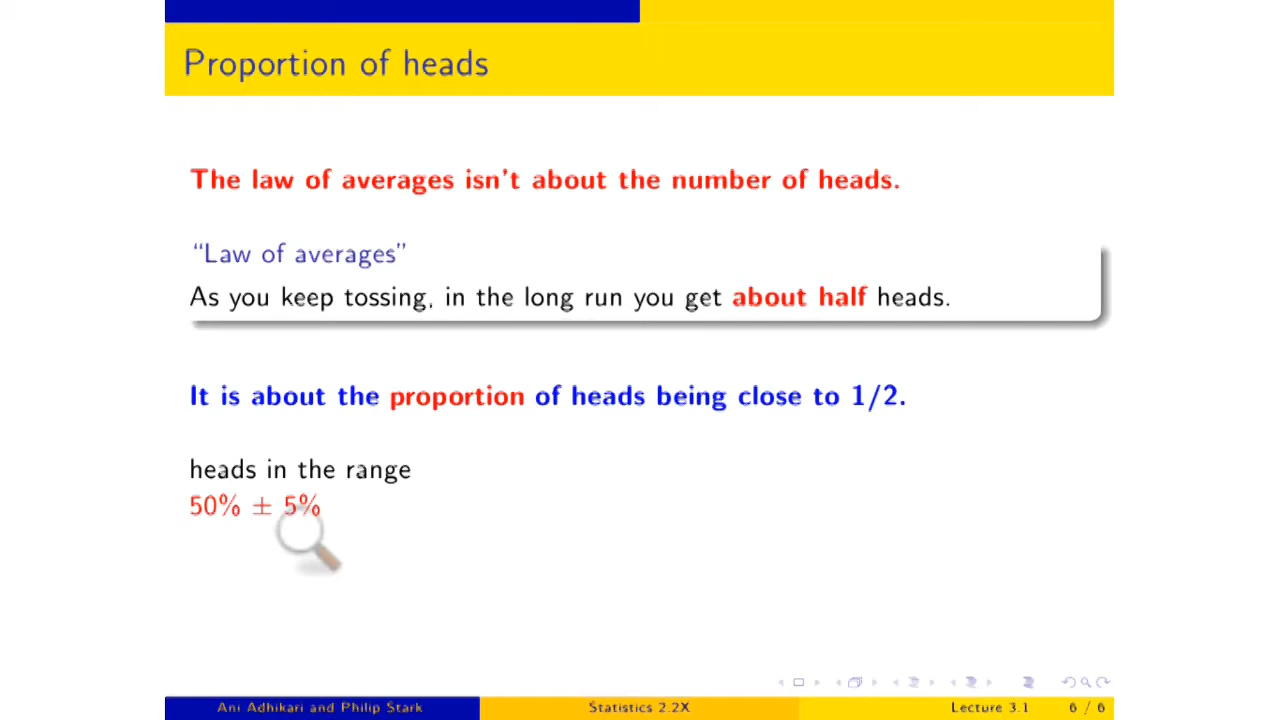 Proportion of heads
The law of averages isn't about the number of heads.
“Law of averages”
As you keep tossing, in the long run you get about half heads.
It is about the proportion of heads being close to 1/2.
heads in the range
50% ± 5%
Ani Adhikari and Philip Stark Statistics 2.2X Lecture 3.1 6 / 6